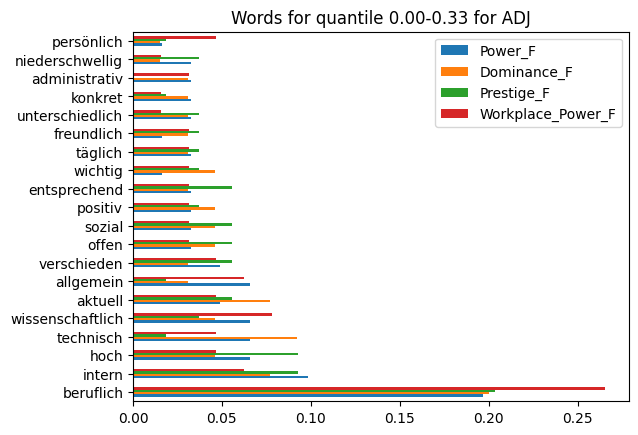 Words for quantile 0.00-0.33 for ADJ
persönlich
niederschwellig
administrativ
konkret
unterschiedlich
freundlich
täglich
wichtig
entsprechend
positiv
sozial
offen
verschieden
allgemein
aktuell
wissenschaftlich
technisch
hoch
intern
beruflich
Power_F
Dominance_F
Prestige_F
Workplace_Power_F
0.00 0.05 0.10 0.15 0.20 0.25